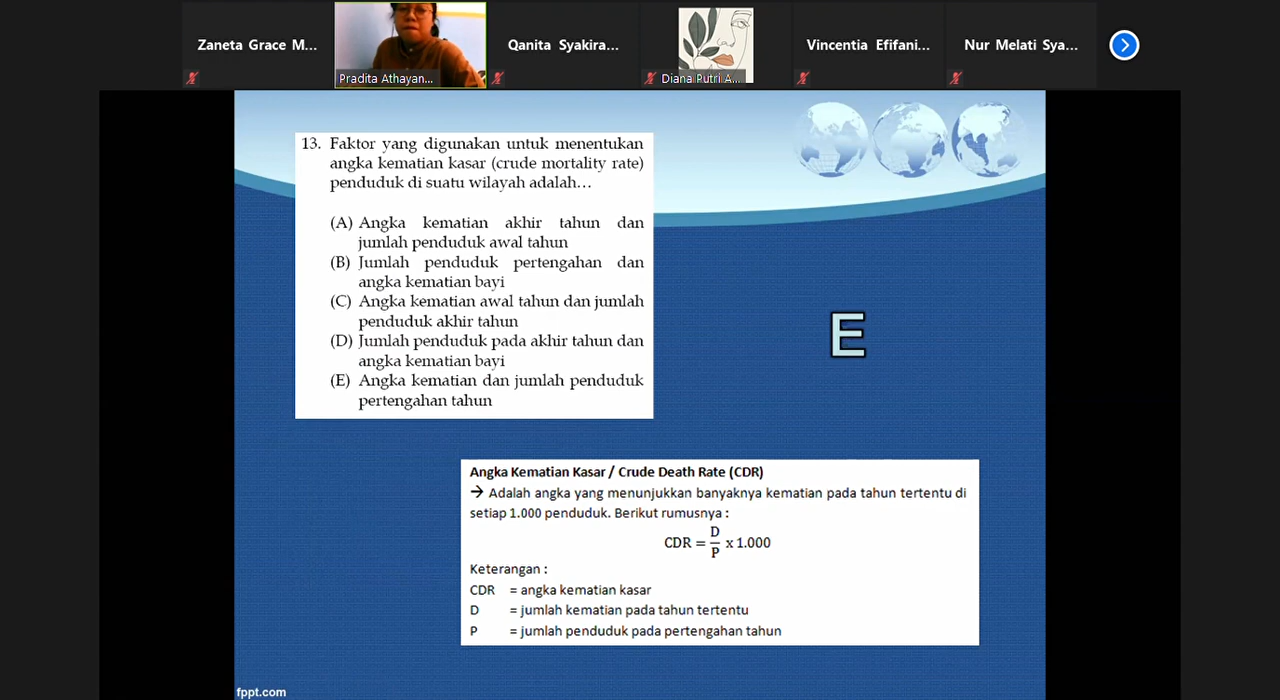 Zaneta Grace M...
Pradita Athayan...
Qanita Syakira...
Diana Putri A...
Vincentia Efifani...
Nur Melati Sya...
13. Faktor yang digunakan untuk menentukan
angka kematian kasar (crude mortality rate)
penduduk di suatu wilayah adalah...
(A) Angka kematian akhir tahun dan
jumlah penduduk awal tahun
(B) Jumlah penduduk pertengahan dan
angka kematian bayi
(C) Angka kematian awal tahun dan jumlah
penduduk akhir tahun
(D) Jumlah penduduk pada akhir tahun dan
angka kematian bayi
(E) Angka kematian dan jumlah penduduk
pertengahan tahun
E
Angka Kematian Kasar / Crude Death Rate (CDR)
→ Adalah angka yang menunjukkan banyaknya kematian pada tahun tertentu di
setiap 1.000 penduduk. Berikut rumusnya :
CDR = D/P x 1.000
Keterangan :
CDR = angka kematian kasar
D = jumlah kematian pada tahun tertentu
P = jumlah penduduk pada pertengahan tahun
fppt.com